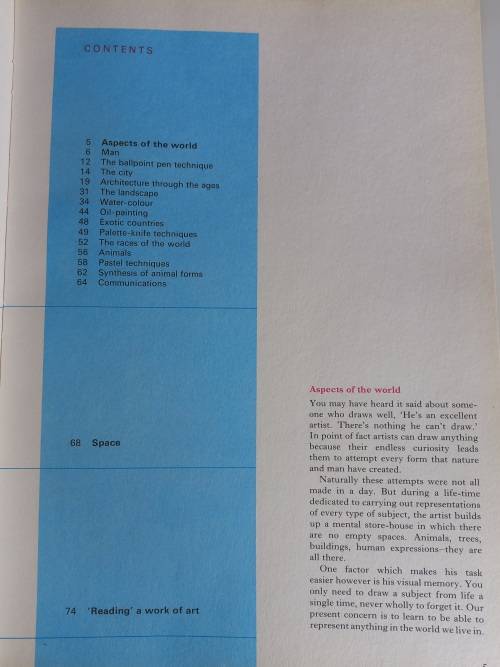 CONTENTS
5 Aspects of the world
6 Man
12 The ballpoint pen technique
14 The city
19 Architecture through the ages
31 The landscape
34 Water-colour
44 Oil-painting
48 Exotic countries
49 Palette-knife techniques
52 The races of the world
56 Animals
58 Pastel techniques
62 Synthesis of animal forms
64 Communications
68 Space
74 'Reading' a work of art
Aspects of the world
You may have heard it said about some-
one who draws well, 'He's an excellent
artist. There's nothing he can't draw.'
In point of fact artists can draw anything
because their endless curiosity leads
them to attempt every form that nature
and man have created.
Naturally these attempts were not all
made in a day. But during a life-time
dedicated to carrying out representations
of every type of subject, the artist builds
up a mental store-house in which there
are no empty spaces. Animals, trees,
buildings, human expressions—they are
all there.
One factor which makes his task
easier however is his visual memory. You
only need to draw a subject from life a
single time, never wholly to forget it. Our
present concern is to learn to be able to
represent anything in the world we live in.